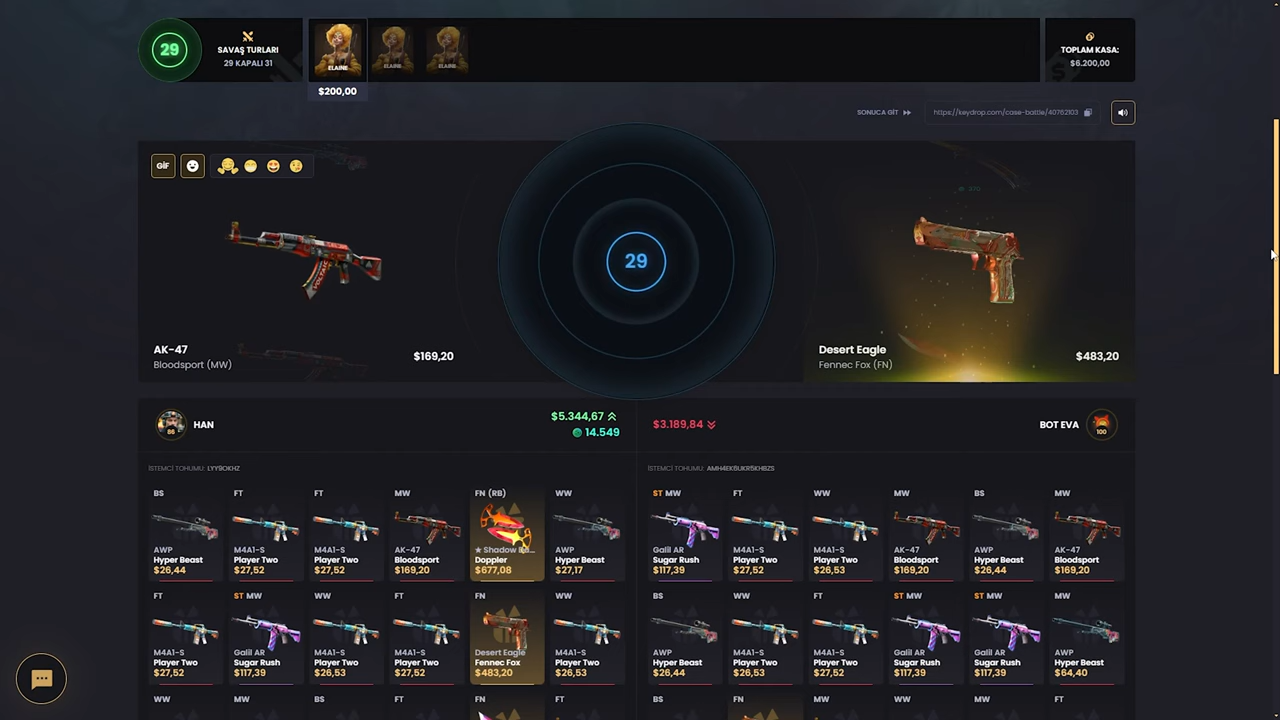 29
SAVAŞ TURLARI
29 KAPALI 31
ELAINE
ELAINE
ELAINE
$200,00
TOPLAM KASA:
$6.200,00
SONUCA GİT
https://keydrop.com/case-battle/40762103
GIF
29
AK-47
Bloodsport (MW)
$169,20
Desert Eagle
Fennec Fox (FN)
$483,20
HAN
86
$5.344,67
14.549
$3.189,84
BOT EVA
100
İSTEMCİ TOHUMU: LYY9OKHZ
BS
AWP
Hyper Beast
$26,44
FT
M4A1-S
Player Two
$27,52
FT
M4A1-S
Player Two
$27,52
MW
AK-47
Bloodsport
$169,20
FN (RB)
★ Shadow
Doppler
$677,08
WW
AWP
Hyper Beast
$27,17
FT
M4A1-S
Player Two
$27,52
ST MW
Galil AR
Sugar Rush
$117,39
WW
M4A1-S
Player Two
$26,53
FT
M4A1-S
Player Two
$27,52
FN
Desert Eagle
Fennec Fox
$483,20
WW
M4A1-S
Player Two
$26,53
WW
MW
BS
FT
FN
FT
İSTEMCİ TOHUMU:
ST MW
Galil AR
Sugar Rush
$117,39
FT
M4A1-S
Player Two
$27,52
WW
M4A1-S
Player Two
$26,53
MW
AK-47
Bloodsport
$169,20
BS
AWP
Hyper Beast
$26,44
MW
AK-47
Bloodsport
$169,20
BS
AWP
Hyper Beast
$26,44
WW
M4A1-S
Player Two
$26,53
FT
M4A1-S
Player Two
$27,52
ST MW
Galil AR
Sugar Rush
$117,39
ST MW
Galil AR
Sugar Rush
$117,39
MW
AWP
Hyper Beast
$64,40
BS
FN
MW
WW
MW
FT